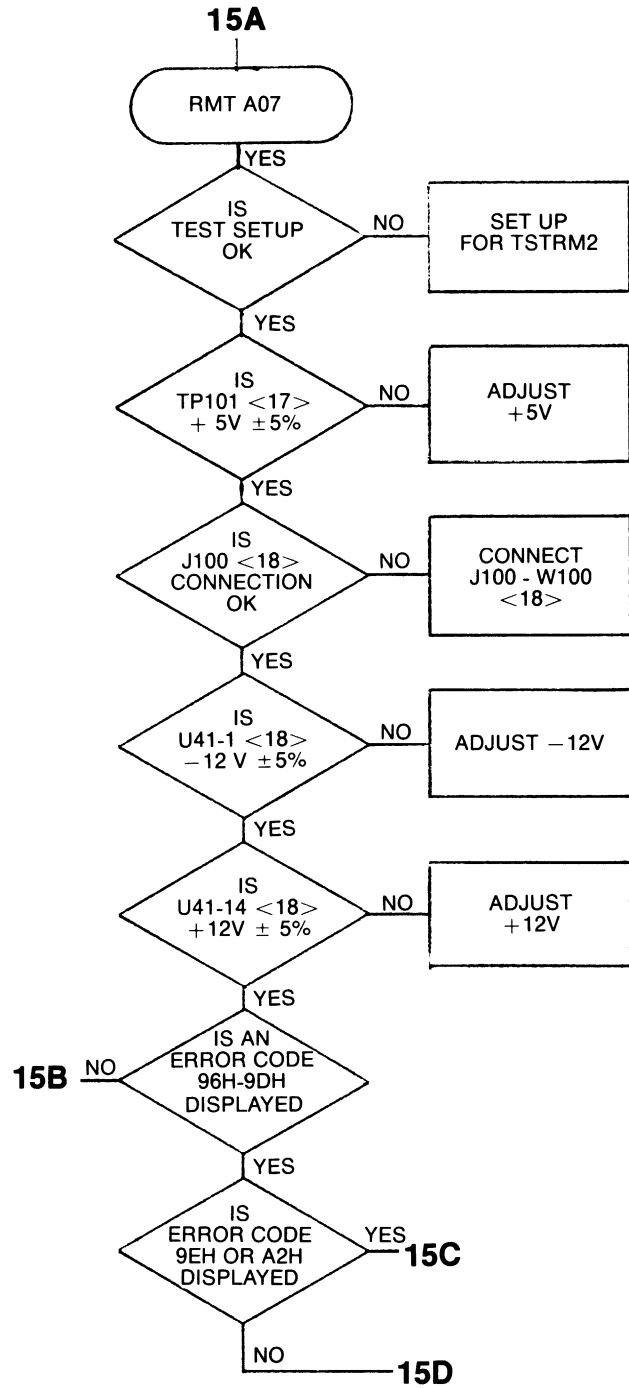 15A
RMT A07
YES
IS
TEST SETUP
OK
NO
SET UP
FOR TSTRM2
YES
IS
TP101 <17>
+ 5V ±5%
NO
ADJUST
+5V
YES
IS
J100 <18>
CONNECTION
OK
NO
CONNECT
J100 - W100
<18>
YES
IS
U41-1 <18>
−12 V ±5%
NO
ADJUST −12V
YES
IS
U41-14 <18>
+12V ± 5%
NO
ADJUST
+12V
YES
IS AN
ERROR CODE
96H-9DH
DISPLAYED
NO
15B
YES
IS
ERROR CODE
9EH OR A2H
DISPLAYED
YES
15C
NO
15D